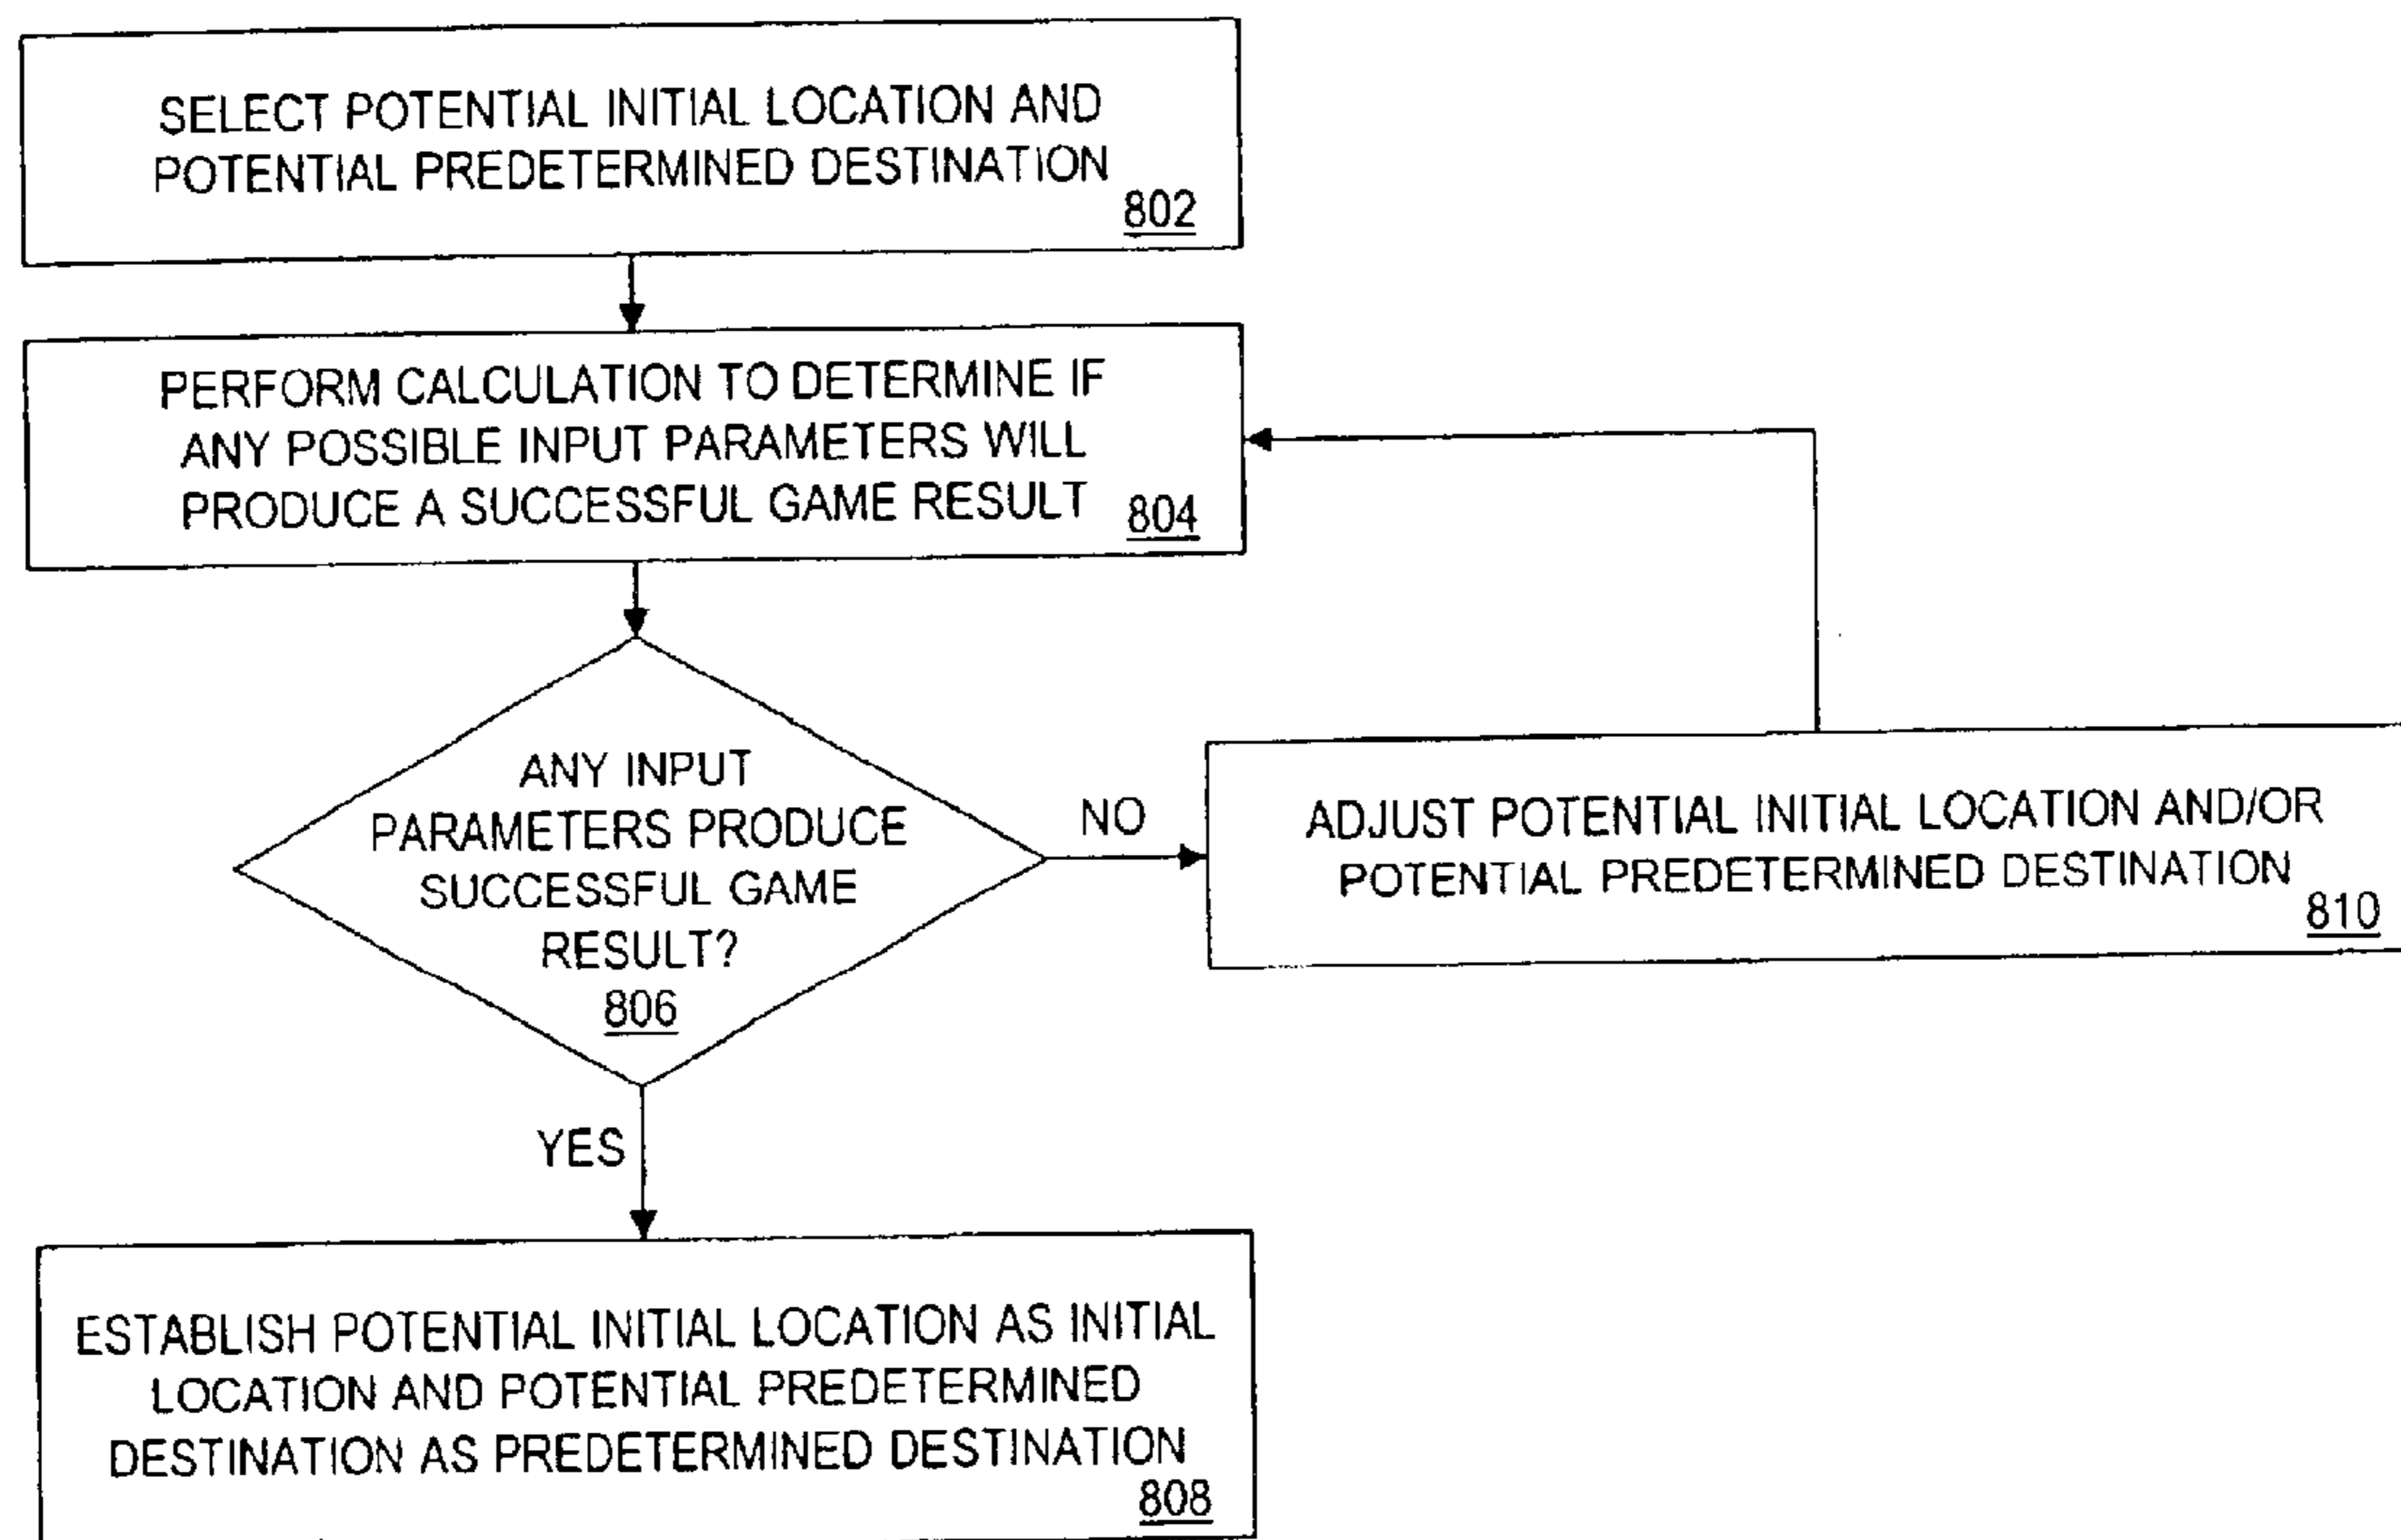 SELECT POTENTIAL INITIAL LOCATION AND
POTENTIAL PREDETERMINED DESTINATION
802
PERFORM CALCULATION TO DETERMINE IF
ANY POSSIBLE INPUT PARAMETERS WILL
PRODUCE A SUCCESSFUL GAME RESULT
804
ANY INPUT
PARAMETERS PRODUCE
SUCCESSFUL GAME
RESULT?
806
NO
ADJUST POTENTIAL INITIAL LOCATION AND/OR
POTENTIAL PREDETERMINED DESTINATION
810
YES
ESTABLISH POTENTIAL INITIAL LOCATION AS INITIAL
LOCATION AND POTENTIAL PREDETERMINED
DESTINATION AS PREDETERMINED DESTINATION
808